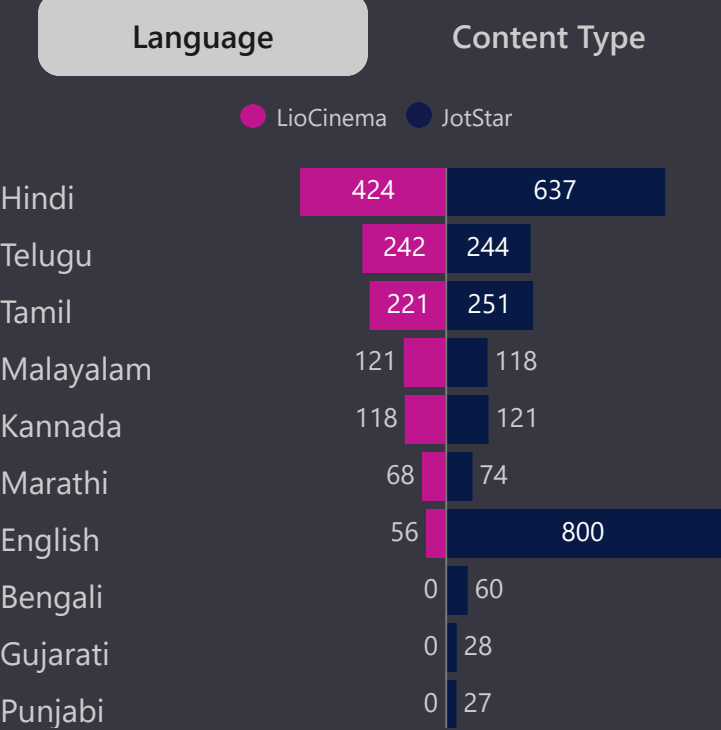 Language Content Type
LioCinema JotStar
Hindi 424 637
Telugu 242 244
Tamil 221 251
Malayalam 121 118
Kannada 118 121
Marathi 68 74
English 56 800
Bengali 0 60
Gujarati 0 28
Punjabi 0 27